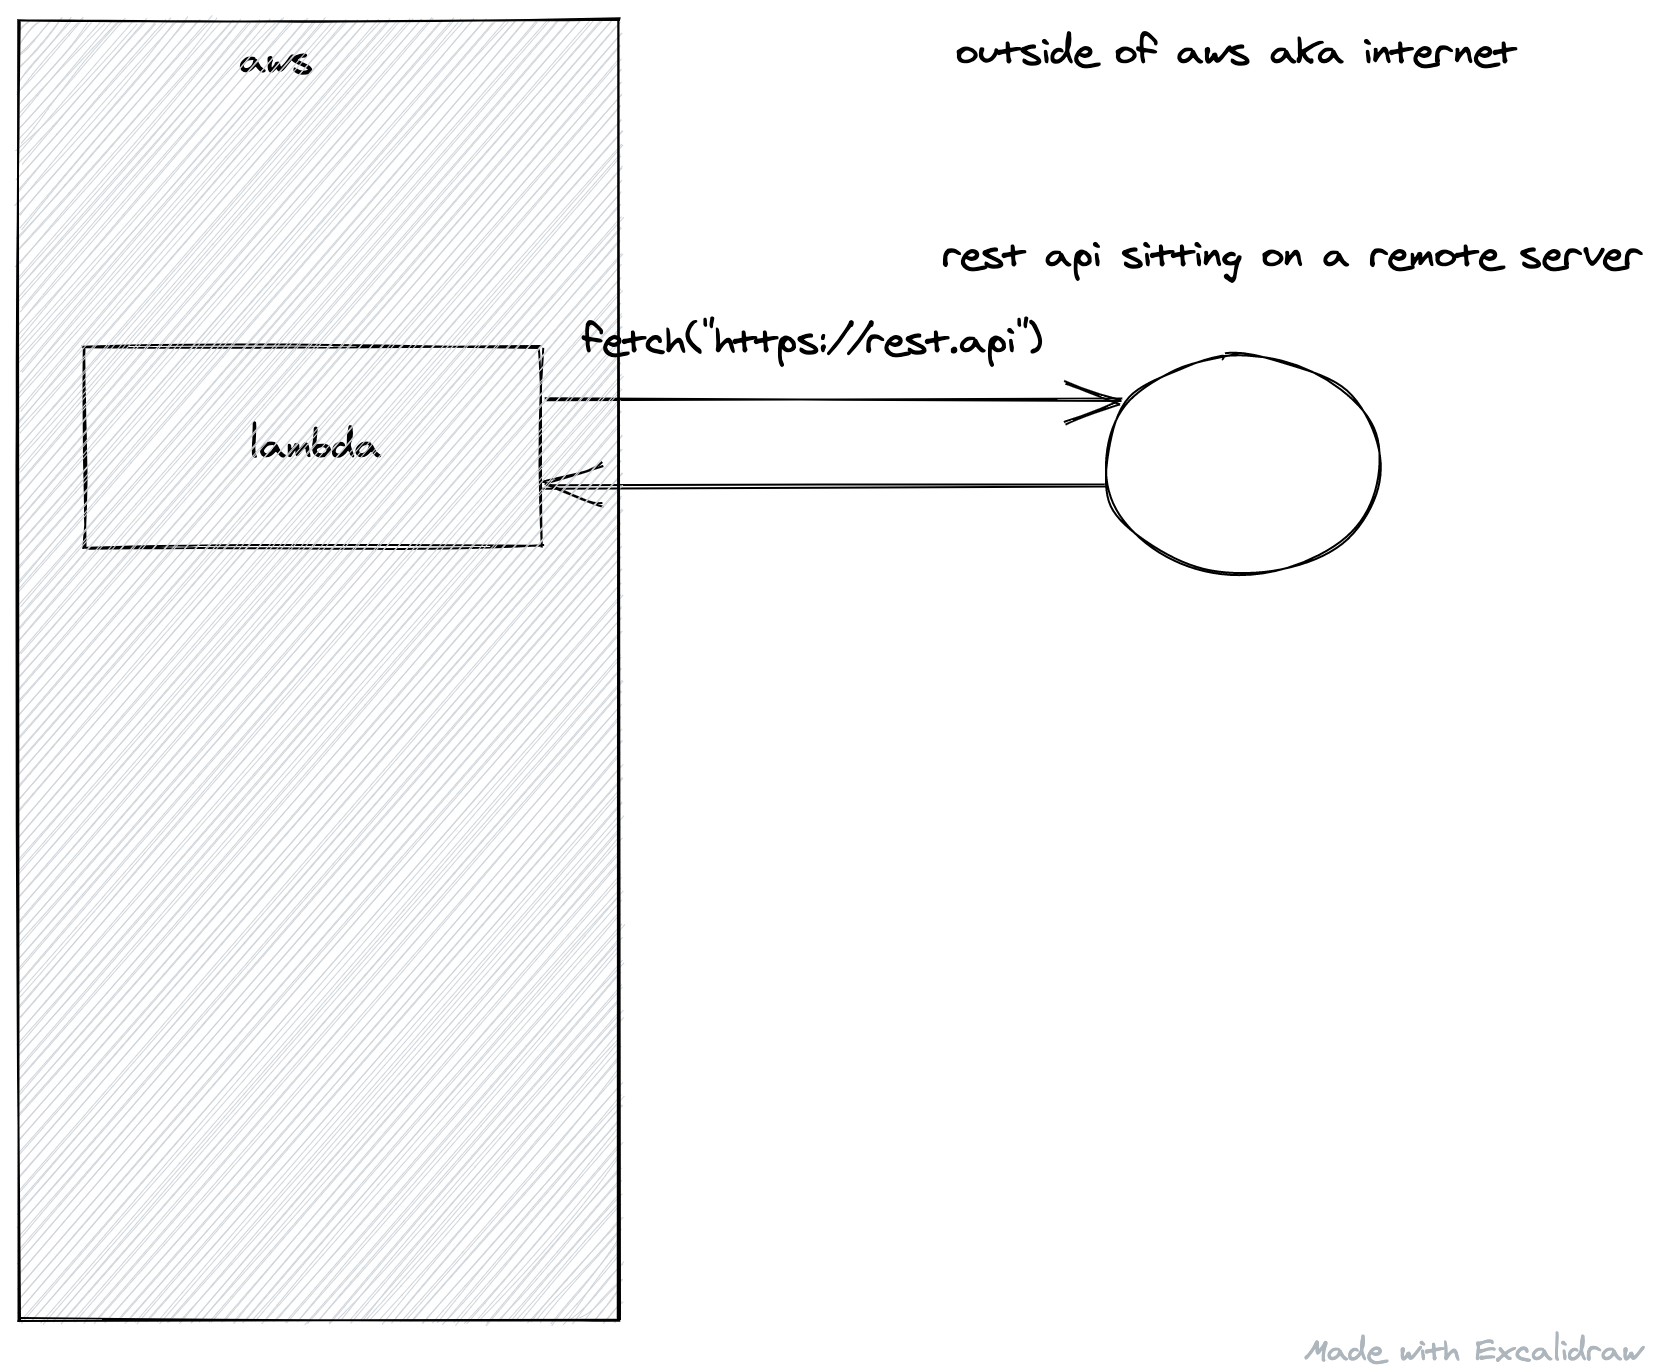 aws
outside of aws aka internet
rest api sitting on a remote server
fetch("https://rest.api")
lambda
Made with Excalidraw